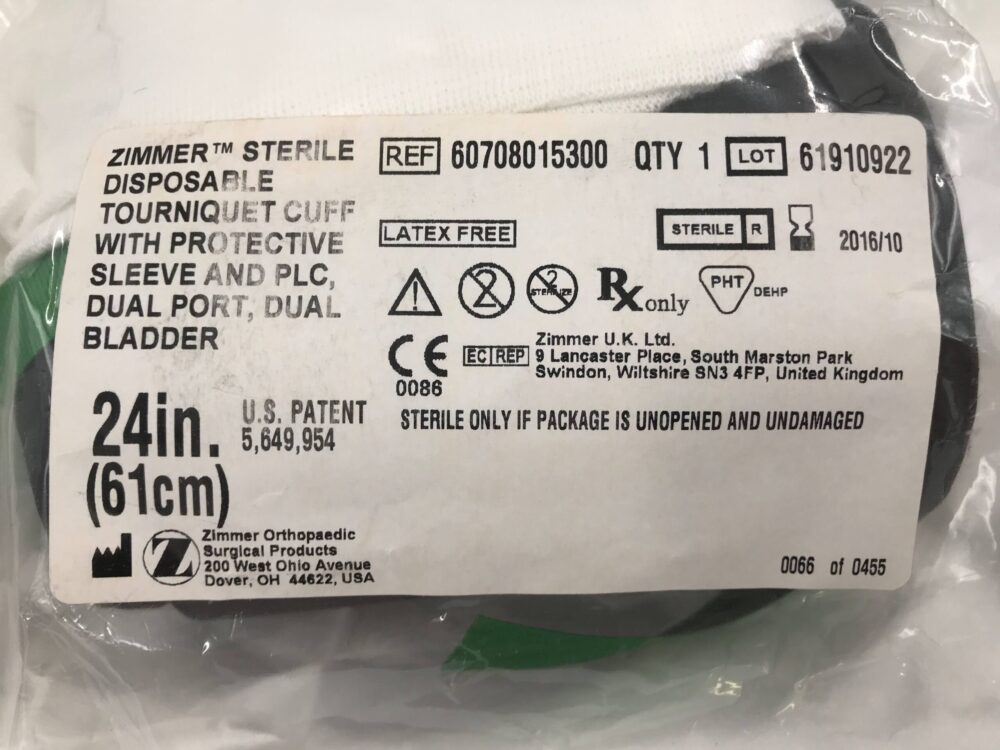 ZIMMER™ STERILE
DISPOSABLE
TOURNIQUET CUFF
WITH PROTECTIVE
SLEEVE AND PLC,
DUAL PORT, DUAL
BLADDER
REF 60708015300 QTY 1 LOT 61910922
LATEX FREE
STERILE R 2016/10
2 2 STERILIZE Rx only PHT DEHP
CE 0086
EC REP Zimmer U.K. Ltd.
9 Lancaster Place, South Marston Park
Swindon, Wiltshire SN3 4FP, United Kingdom
24in.
(61cm)
U.S. PATENT
5,649,954
STERILE ONLY IF PACKAGE IS UNOPENED AND UNDAMAGED
Z
Zimmer Orthopaedic
Surgical Products
200 West Ohio Avenue
Dover, OH 44622, USA
0066 of 0455